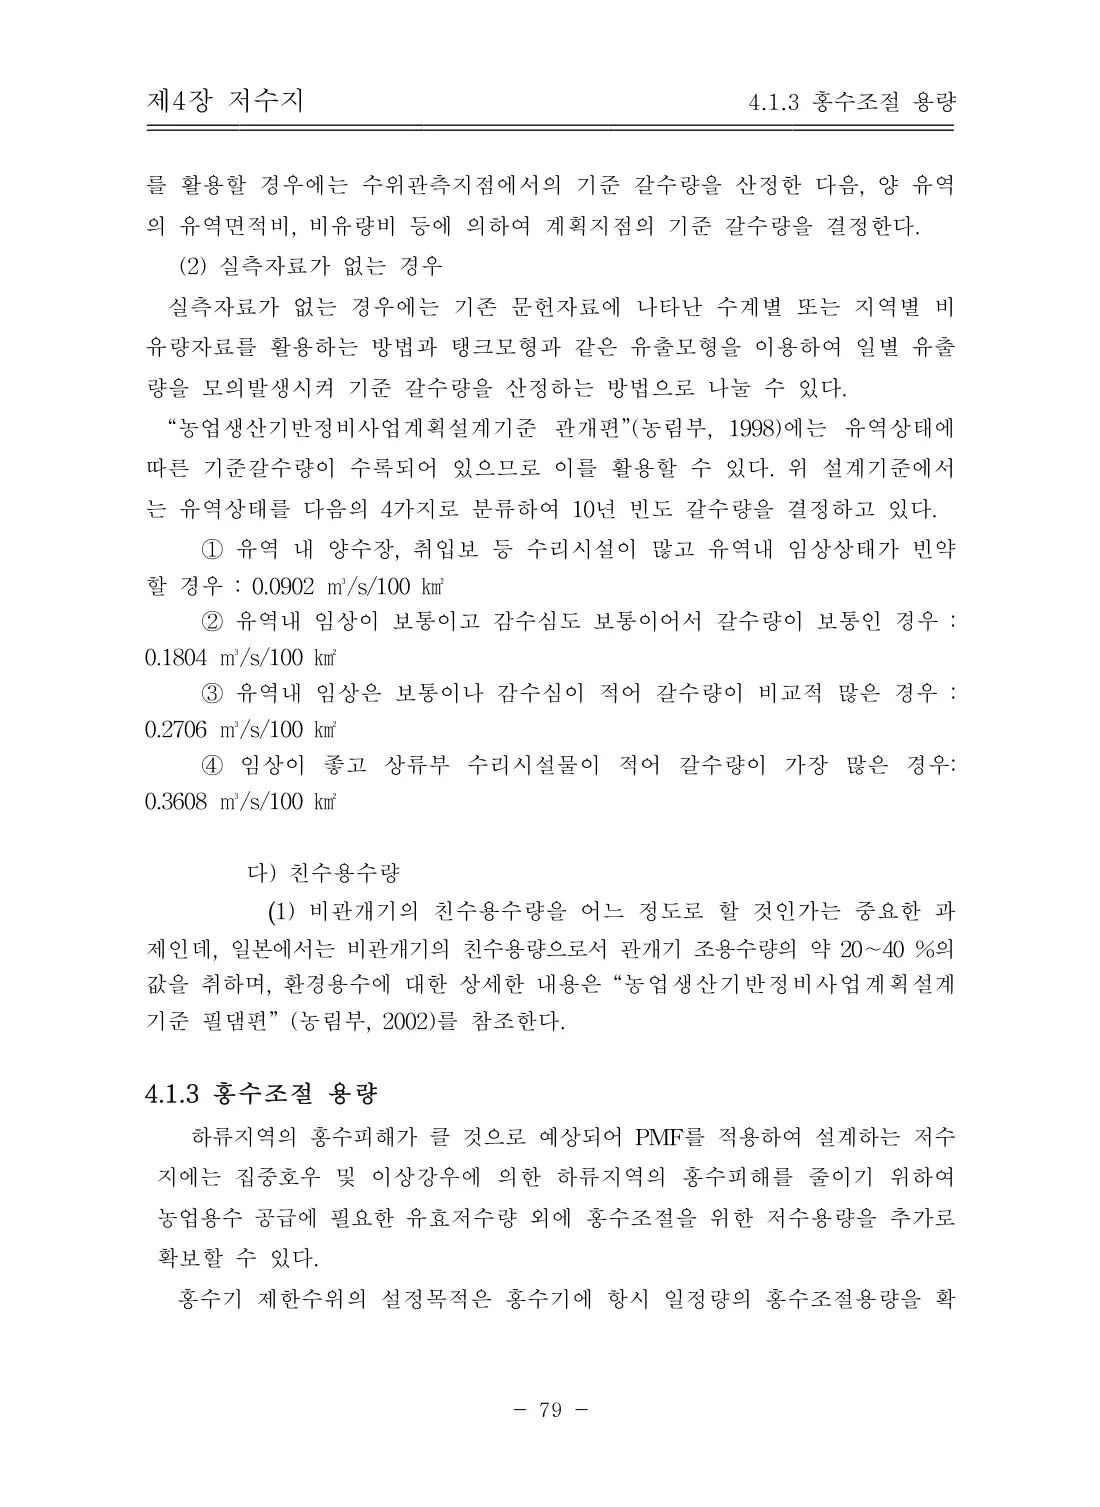 제4장 저수지
4.1.3 홍수조절 용량
를 활용할 경우에는 수위관측지점에서의 기준 갈수량을 산정한 다음, 양 유역
의 유역면적비, 비유량비 등에 의하여 계획지점의 기준 갈수량을 결정한다.
(2) 실측자료가 없는 경우
실측자료가 없는 경우에는 기존 문헌자료에 나타난 수계별 또는 지역별 비
유량자료를 활용하는 방법과 탱크모형과 같은 유출모형을 이용하여 일별 유출
량을 모의발생시켜 기준 갈수량을 산정하는 방법으로 나눌 수 있다.
“농업생산기반정비사업계획설계기준 관개편”(농림부, 1998)에는 유역상태에
따른 기준갈수량이 수록되어 있으므로 이를 활용할 수 있다. 위 설계기준에서
는 유역상태를 다음의 4가지로 분류하여 10년 빈도 갈수량을 결정하고 있다.
① 유역 내 양수장, 취입보 등 수리시설이 많고 유역내 임상상태가 빈약
할 경우 : 0.0902 ㎥/s/100 ㎢
② 유역내 임상이 보통이고 감수심도 보통이어서 갈수량이 보통인 경우 :
0.1804 ㎥/s/100 ㎢
③ 유역내 임상은 보통이나 감수심이 적어 갈수량이 비교적 많은 경우 :
0.2706 ㎥/s/100 ㎢
④ 임상이 좋고 상류부 수리시설물이 적어 갈수량이 가장 많은 경우:
0.3608 ㎥/s/100 ㎢
다) 친수용수량
(1) 비관개기의 친수용수량을 어느 정도로 할 것인가는 중요한 과
제인데, 일본에서는 비관개기의 친수용량으로서 관개기 조용수량의 약 20~40 %의
값을 취하며, 환경용수에 대한 상세한 내용은 “농업생산기반정비사업계획설계
기준 필댐편” (농림부, 2002)를 참조한다.
4.1.3 홍수조절 용량
하류지역의 홍수피해가 클 것으로 예상되어 PMF를 적용하여 설계하는 저수
지에는 집중호우 및 이상강우에 의한 하류지역의 홍수피해를 줄이기 위하여
농업용수 공급에 필요한 유효저수량 외에 홍수조절을 위한 저수용량을 추가로
확보할 수 있다.
홍수기 제한수위의 설정목적은 홍수기에 항시 일정량의 홍수조절용량을 확
- 79 -